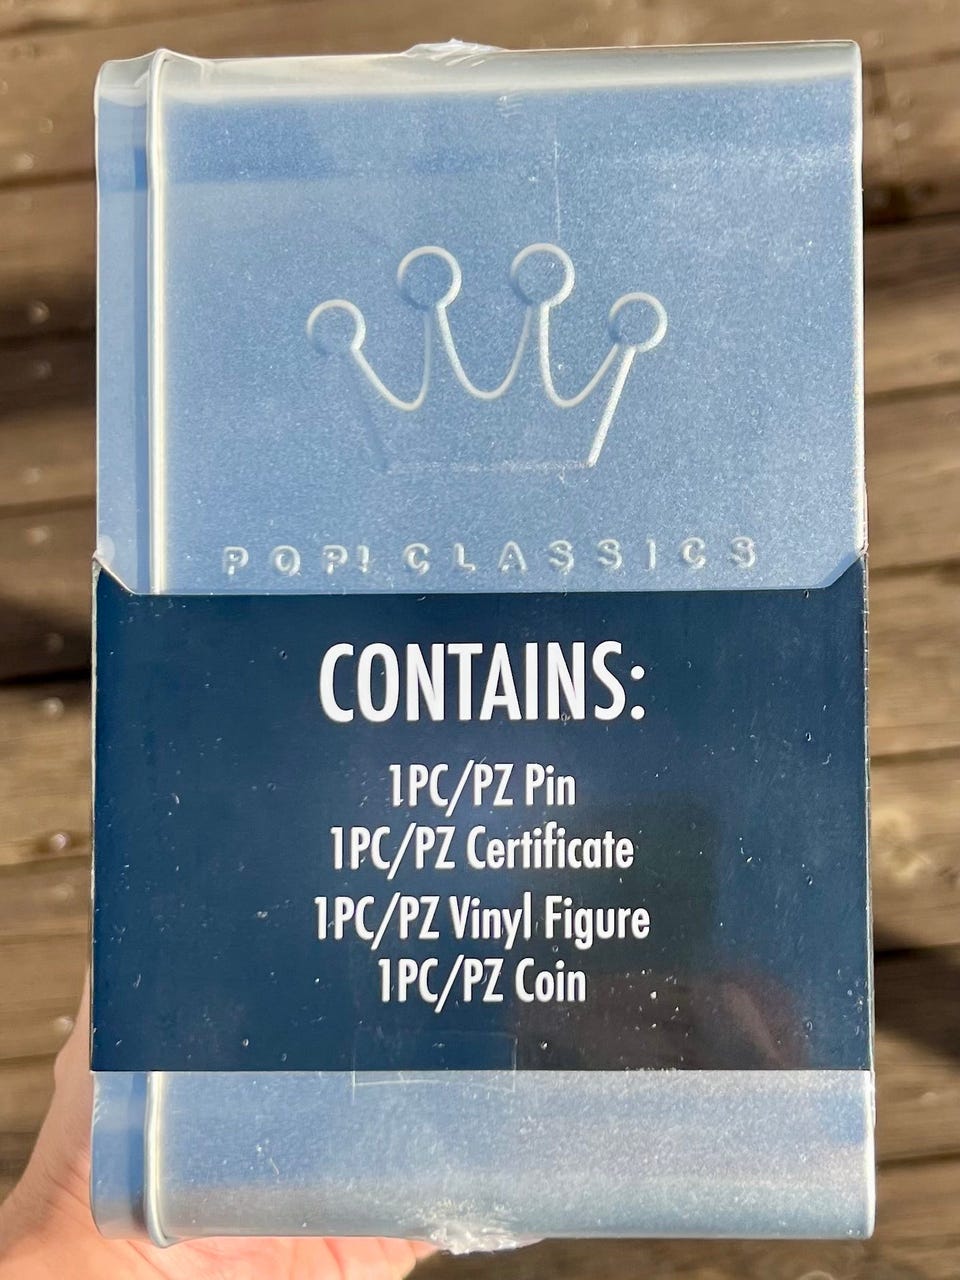 POP! CLASSICS
CONTAINS:
1PC/PZ Pin
1PC/PZ Certificate
1PC/PZ Vinyl Figure
1PC/PZ Coin